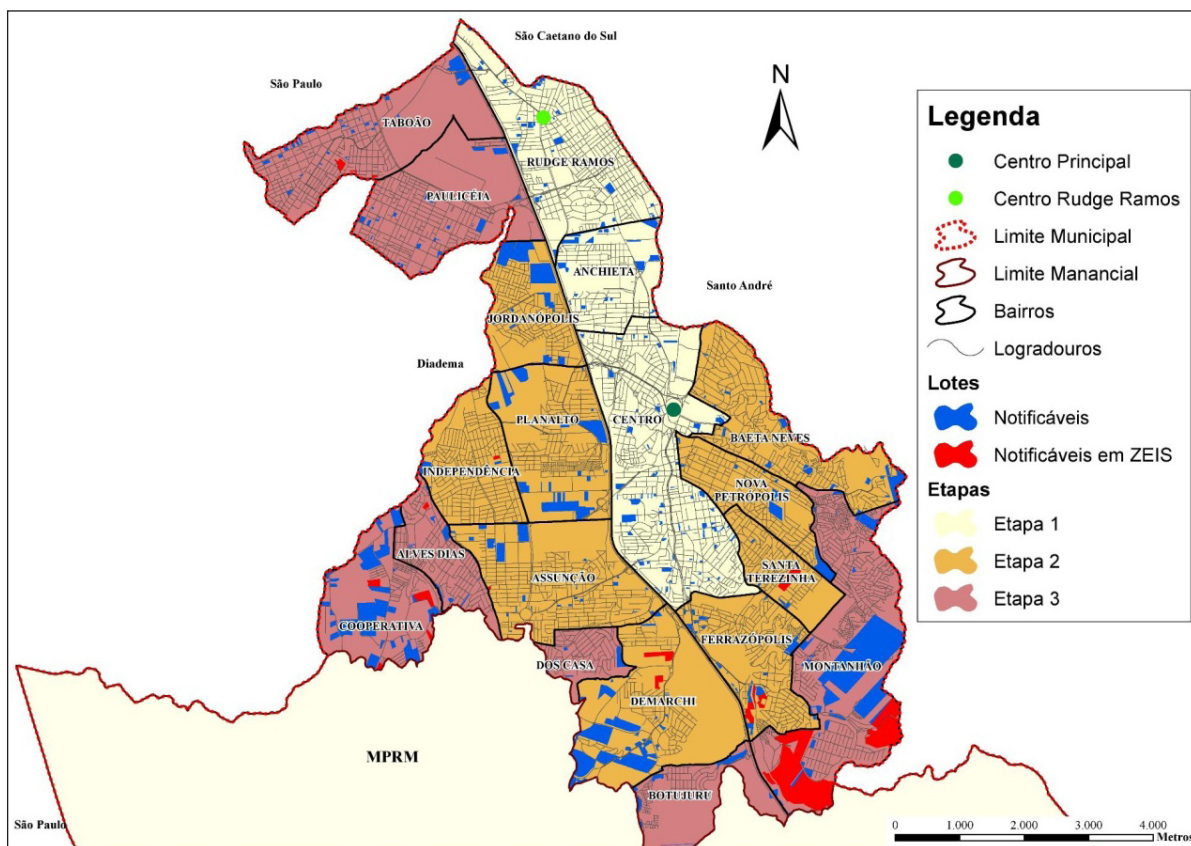 São Caetano do Sul
São Paulo
N
TABOÃO
RUDGE RAMOS
PAULICÉIA
ANCHIETA
Santo André
JORDANÓPOLIS
Diadema
PLANALTO
CENTRO
BAETA NEVES
INDEPENDÊNCIA
NOVA
PETRÓPOLIS
ALVES DIAS
ASSUNÇÃO
SANTA
TEREZINHA
COOPERATIVA
FERRAZÓPOLIS
DOS CASA
MONTANHÃO
DEMARCHI
MPRM
BOTUJURU
São Paulo
Legenda
Centro Principal
Centro Rudge Ramos
Limite Municipal
Limite Manancial
Bairros
Logradouros
Lotes
Notificáveis
Notificáveis em ZEIS
Etapas
Etapa 1
Etapa 2
Etapa 3
0 1.000 2.000 3.000 4.000
Metros